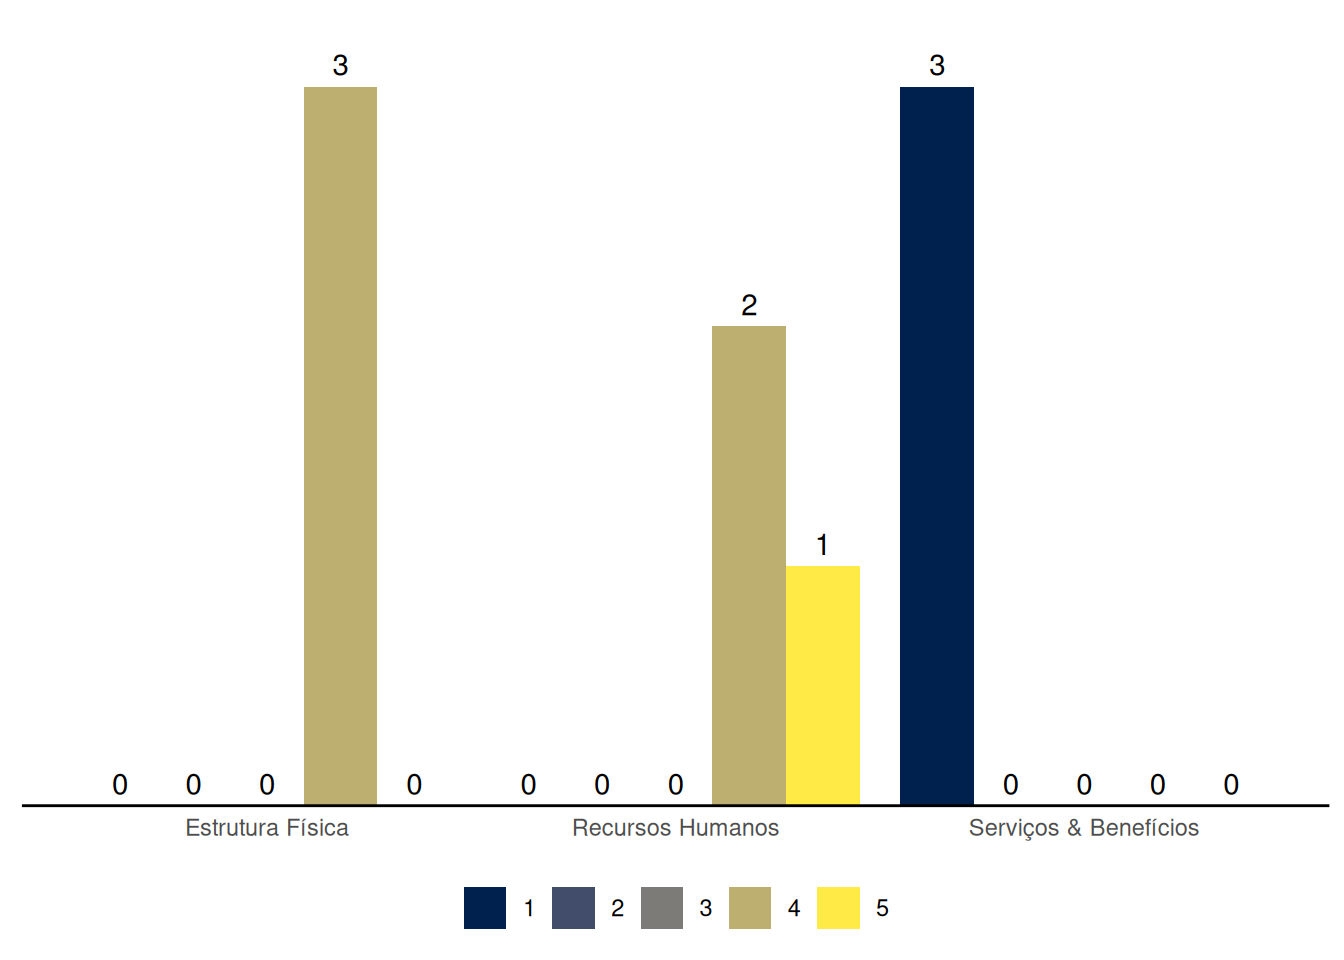 3 3
2
1
0 0 0 0 0 0 0 0 0 0 0
Estrutura Física Recursos Humanos Serviços & Benefícios
1 2 3 4 5